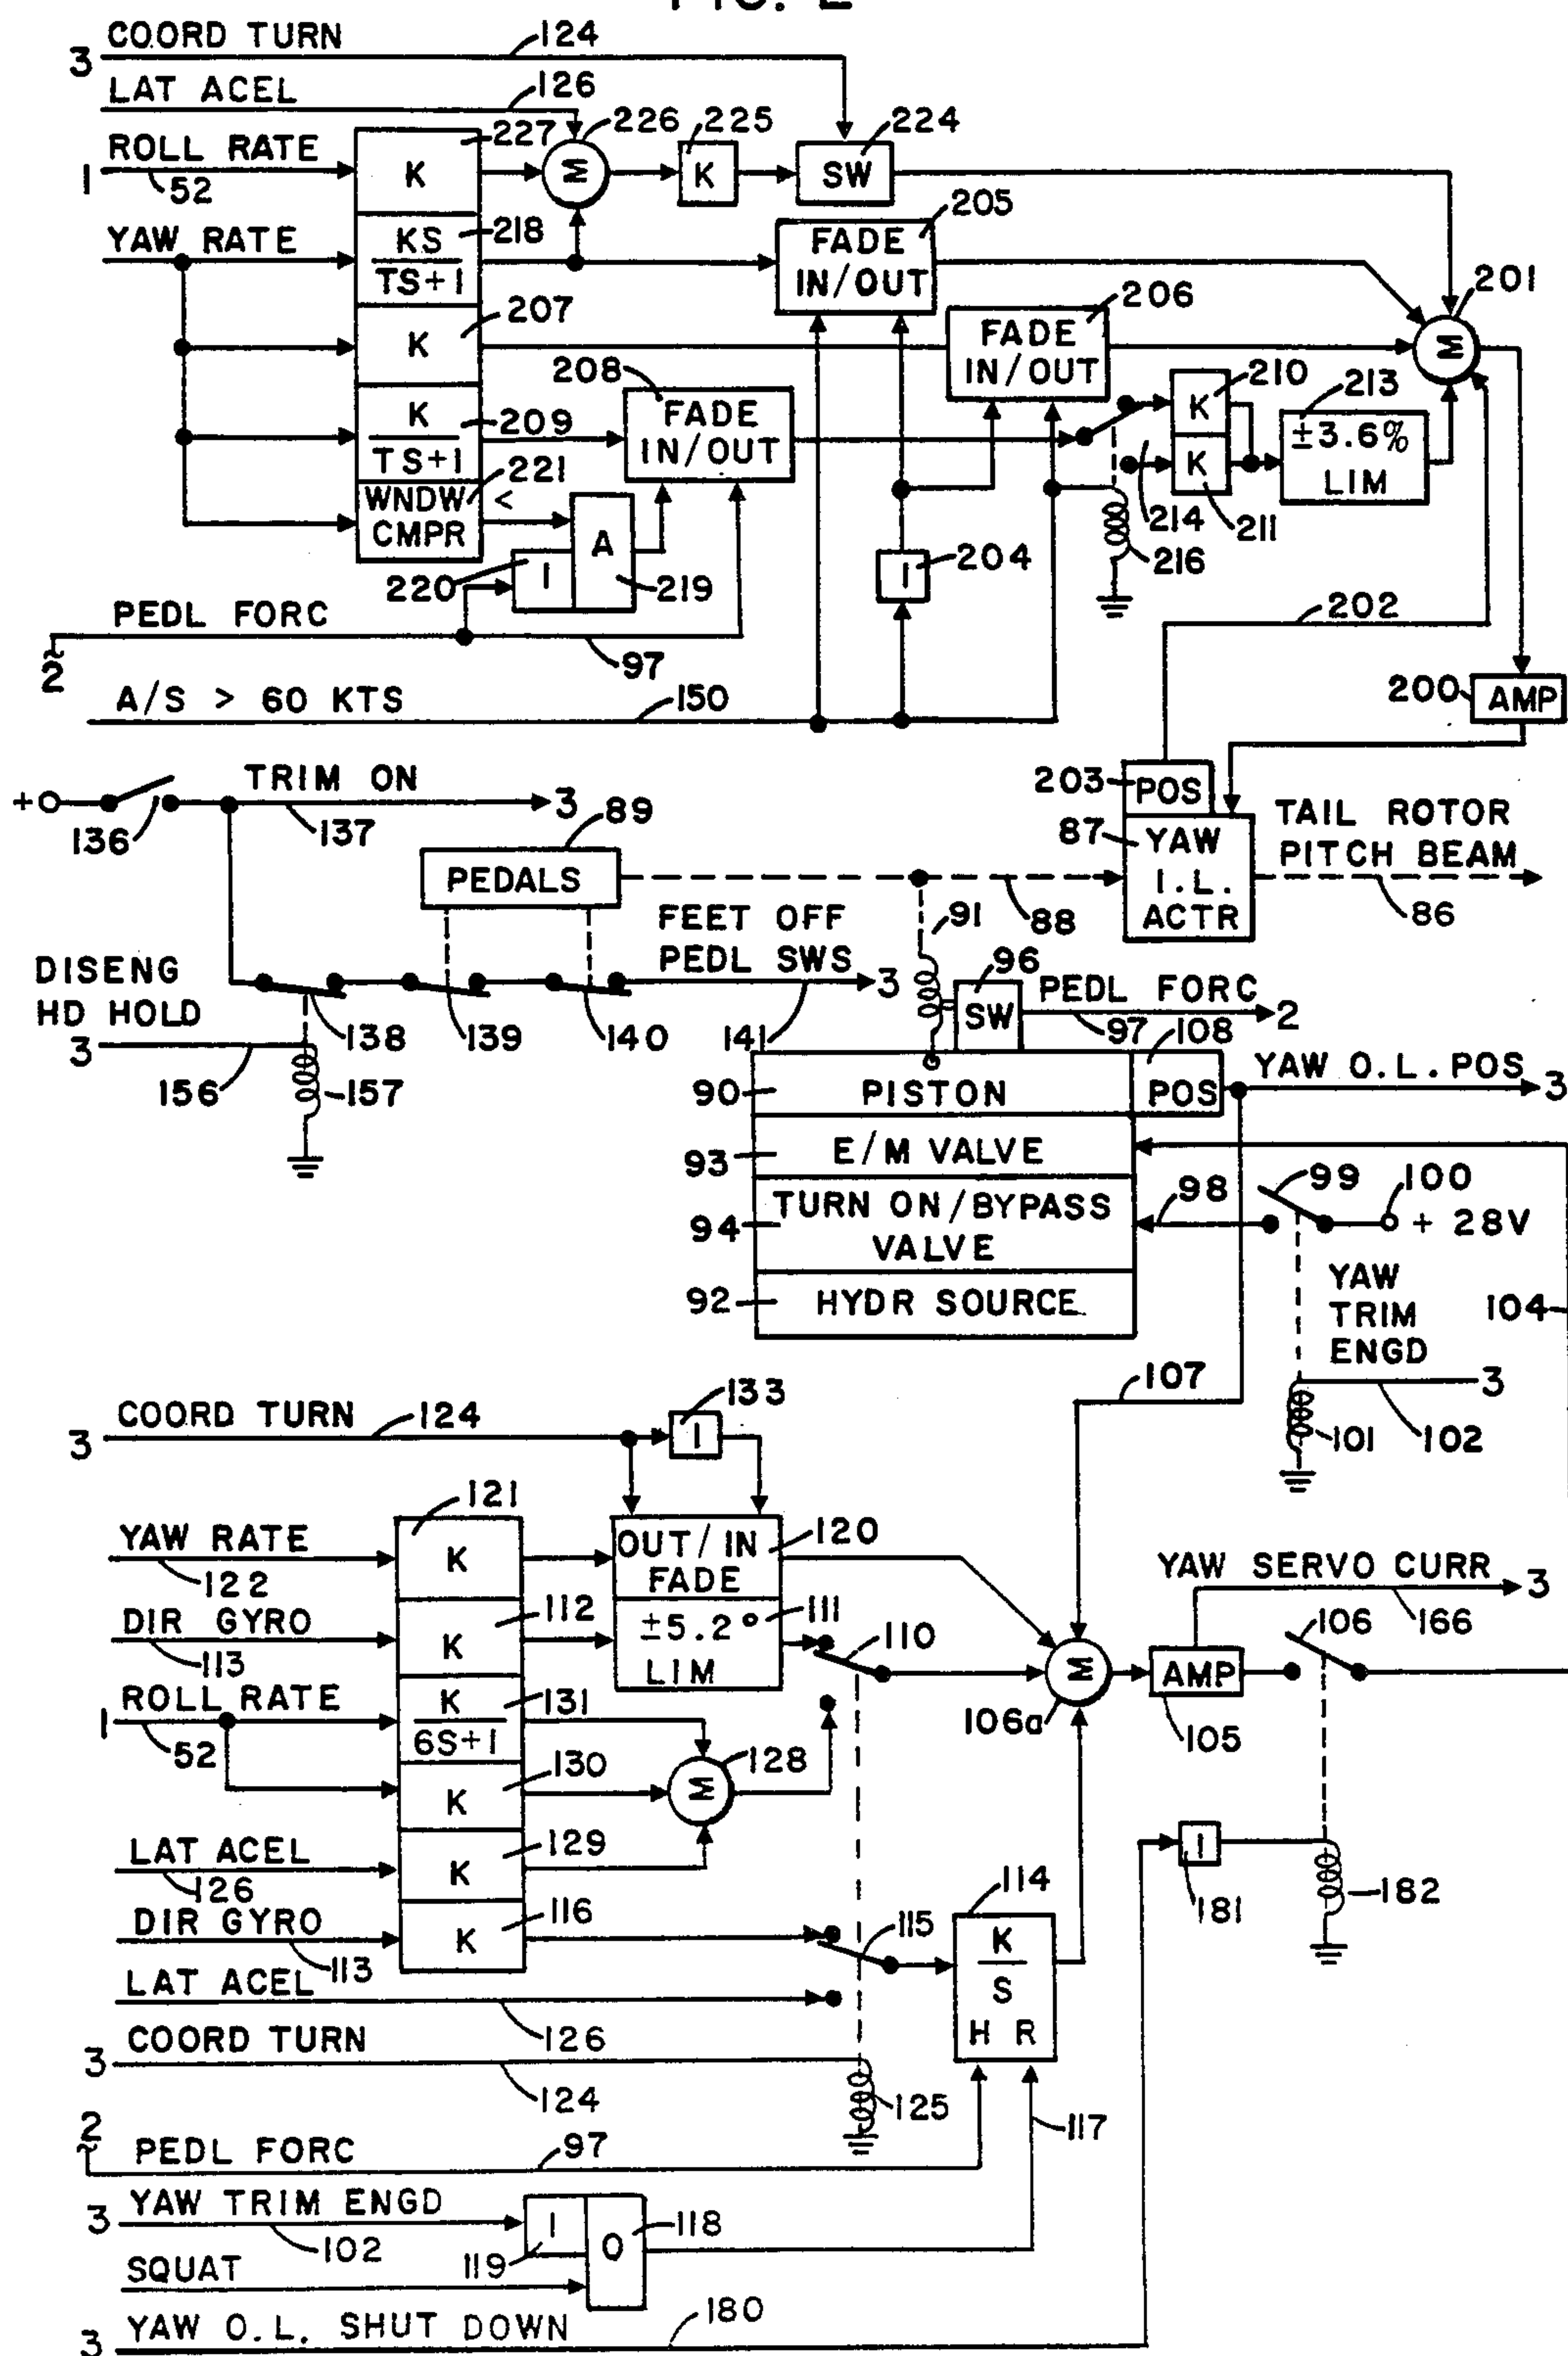 FIG. 2
COORD TURN 124
3
LAT ACEL 126
ROLL RATE 227 226 225 224
1 52 K Σ K SW
YAW RATE 218 205
KS
TS+1
FADE
IN/OUT
207 206 201
K FADE
IN/OUT Σ
208 210 213
K
TS+1
209 FADE
IN/OUT K ±3.6%
LIM
WNDW
CMPR
221 <
A K
214 211
220 I 219 I 204 216
PEDL FORC 202
2 97
A/S > 60 KTS 150 200 AMP
TRIM ON 203 POS
+ 3 89
136 137 87 YAW
I.L.
ACTR
TAIL ROTOR
PITCH BEAM
PEDALS
FEET OFF
PEDL SWS
91 88 86
DISENG
HD HOLD
3 96
SW PEDL FORC
3 138 139 140 141 97 2
156 157 108
90 PISTON POS YAW O.L. POS 3
93 E/M VALVE
94 TURN ON/BYPASS
VALVE
98 99 100
+ 28V
92 HYDR SOURCE
YAW
TRIM
ENGD
104
107 3
101 102
COORD TURN 124 133
3 I
121
YAW RATE K OUT/IN
FADE
120
122
YAW SERVO CURR 3
DIR GYRO 112 111
113 K ±5.2°
LIM
110 106 166
ROLL RATE K
6S+1
131 Σ AMP
1 52 106a 105
130 128
K Σ
LAT ACEL 129
126 K 114 I 182
181
DIR GYRO 116 115
113 K K
S
LAT ACEL H R
126
COORD TURN
3 124 125
117
2
PEDL FORC 97
YAW TRIM ENGD
3 102 I O 118
119
SQUAT
YAW O.L. SHUT DOWN 180
3